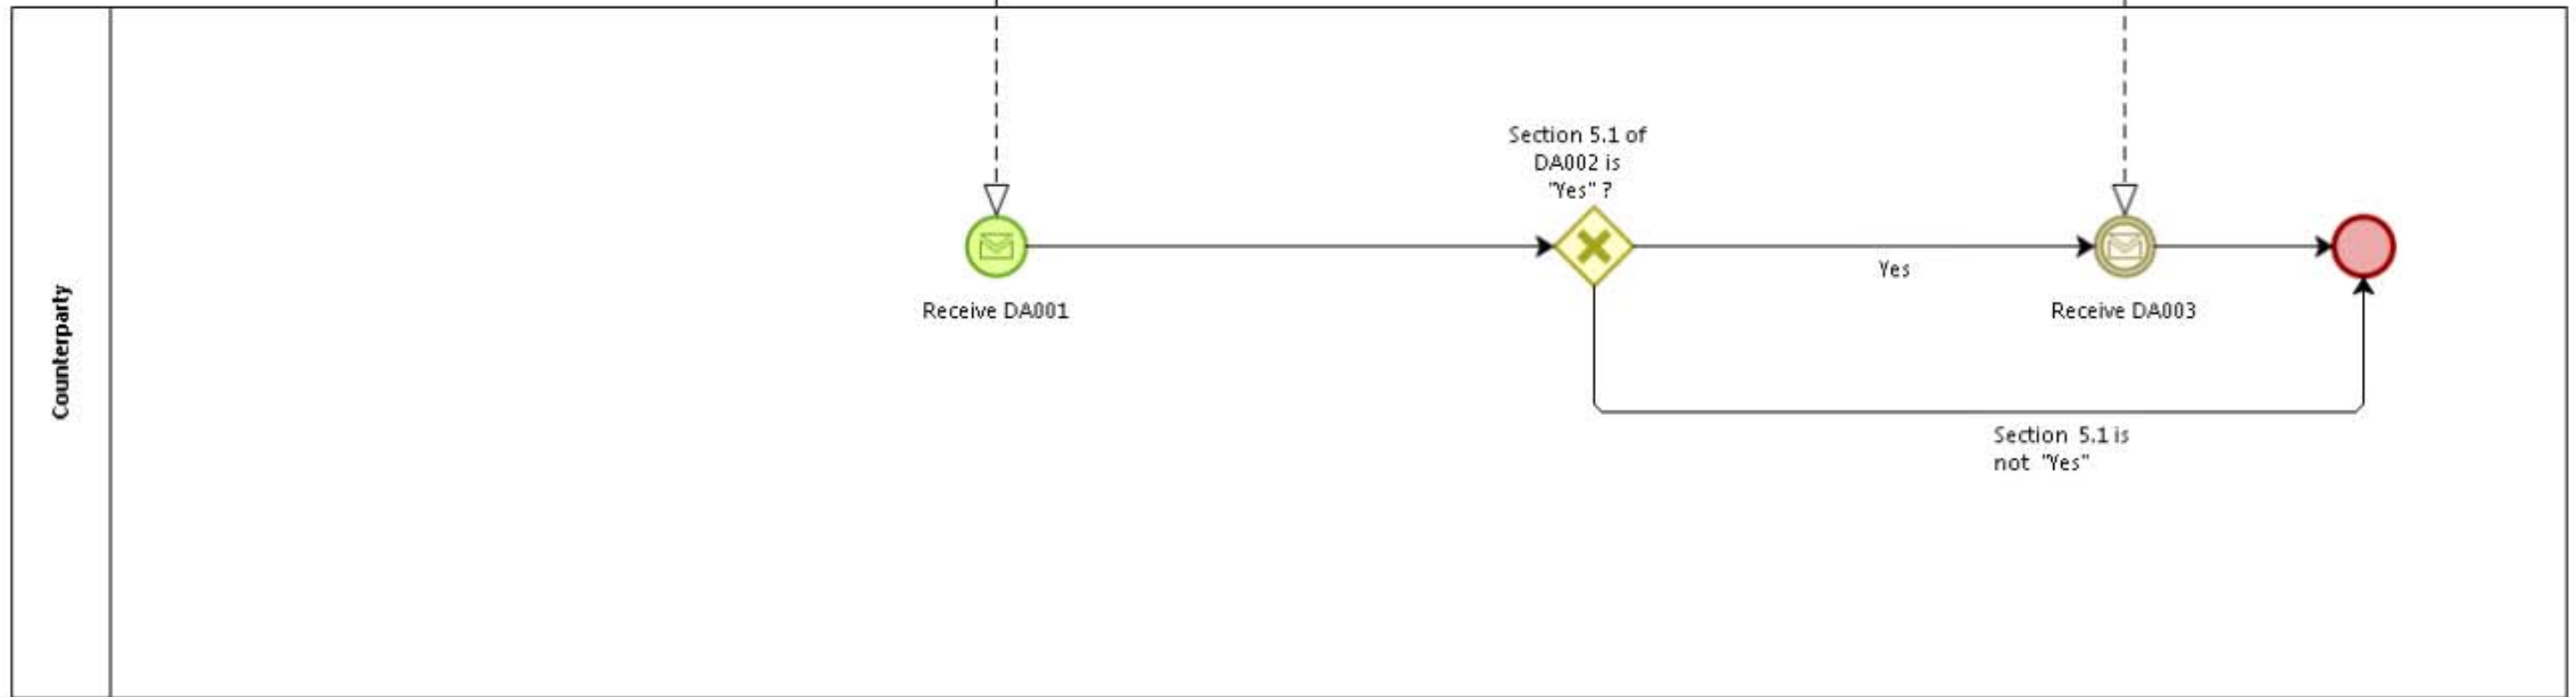 Counterparty
Receive DA001
Section 5.1 of
DA002 is
"Yes" ?
Yes
Receive DA003
Section 5.1 is
not "Yes"